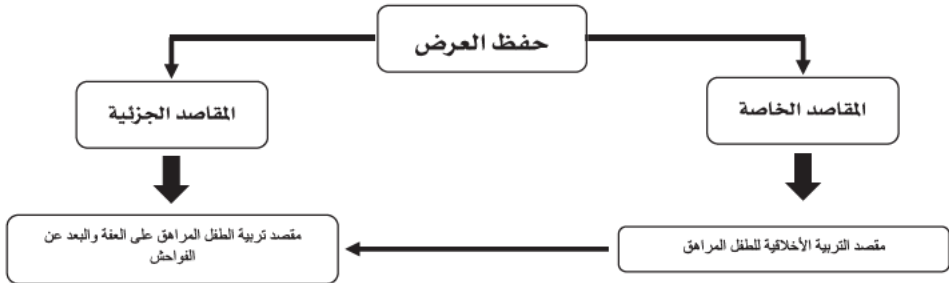 حفظ العرض
المقاصد الخاصة
المقاصد الجزئية
مقصد التربية الأخلاقية للطفل المراهق
مقصد تربية الطفل المراهق على العفة والبعد عن
الفواحش